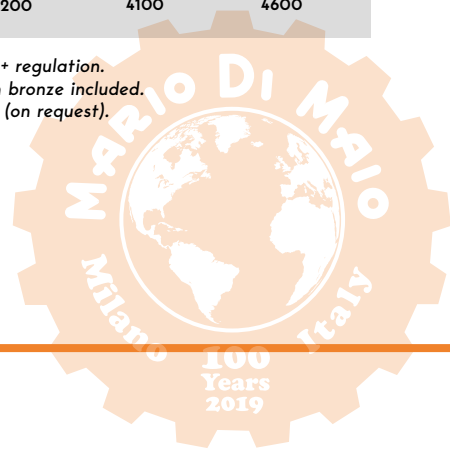 200 4100 4600
+ regulation.
bronze included.
(on request).
MARIO DI MAIO
Milano Italy
100
Years
2019